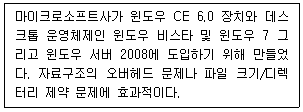 마이크로소프트사가 윈도우 CE 6.0 장치와 데스
크톱 운영체제인 윈도우 비스타 및 윈도우 7 그
리고 윈도우 서버 2008에 도입하기 위해 만들었
다. 자료구조의 오버헤드 문제나 파일 크기/디렉
터리 제약 문제에 효과적이다.